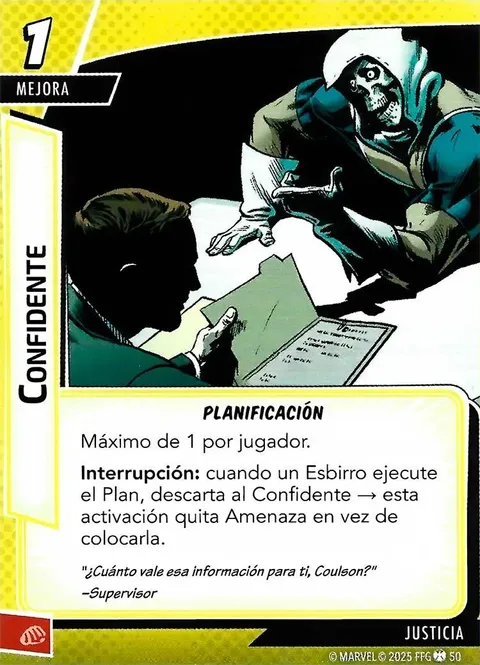 1
MEJORA
CONFIDENTE
PLANIFICACIÓN
Máximo de 1 por jugador.
Interrupción: cuando un Esbirro ejecute
el Plan, descarta al Confidente → esta
activación quita Amenaza en vez de
colocarla.
"¿Cuánto vale esa información para ti, Coulson?"
–Supervisor
JUSTICIA
© MARVEL © 2025 FFG 50